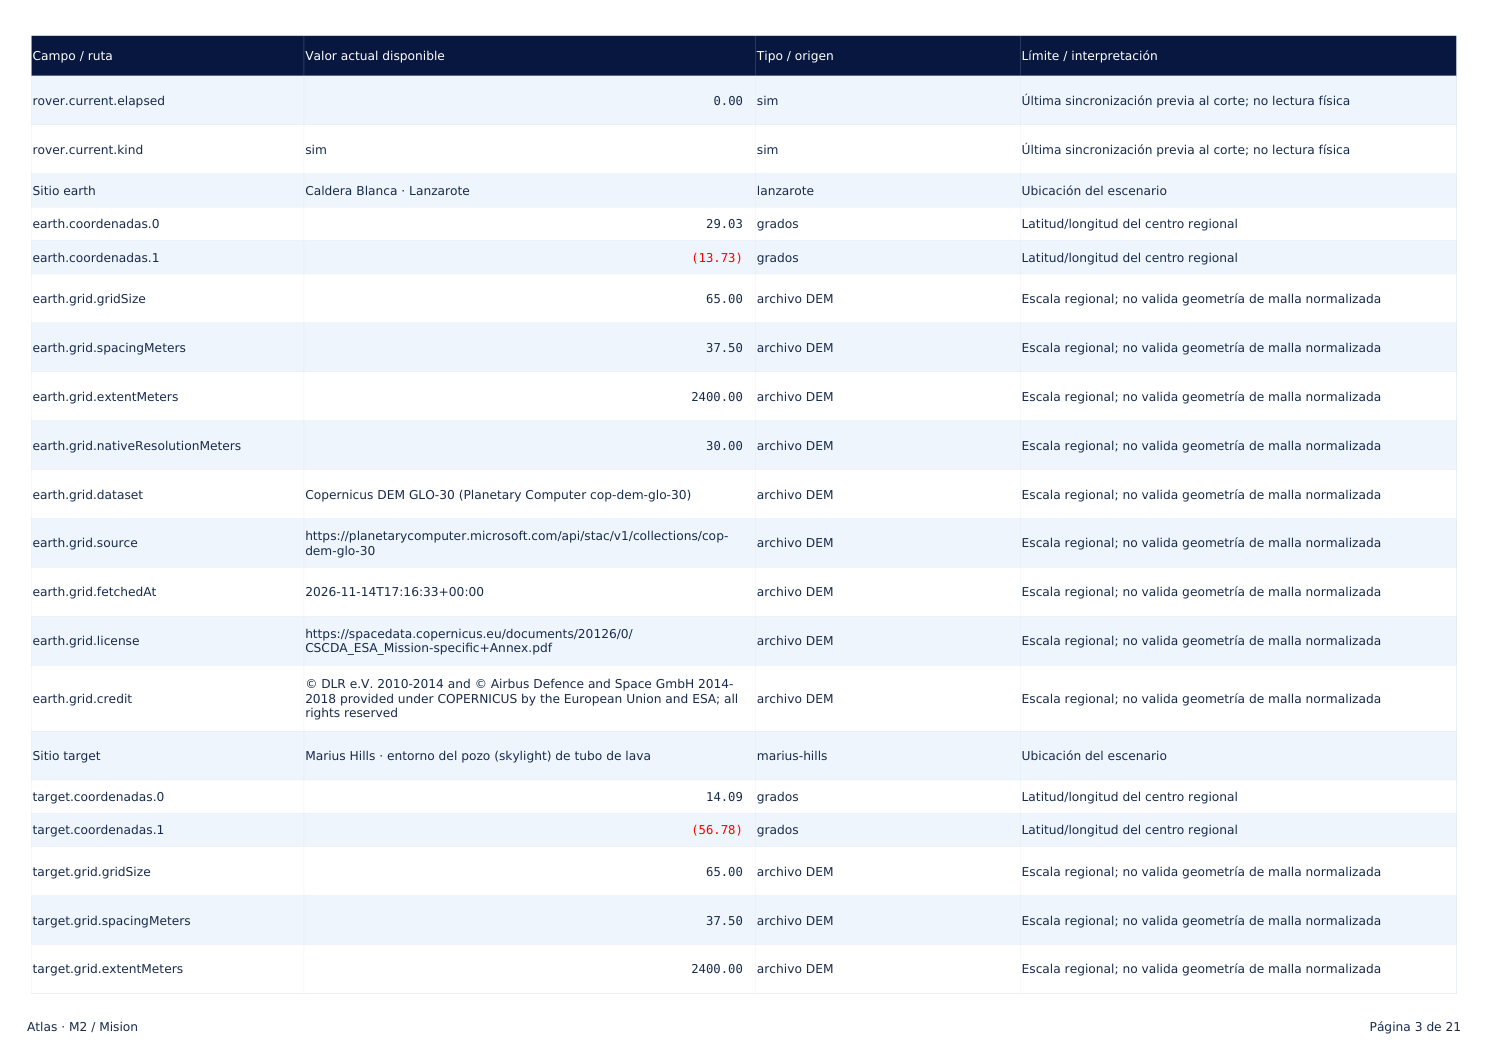 Campo / ruta Valor actual disponible Tipo / origen Límite / interpretación
rover.current.elapsed 0.00 sim Última sincronización previa al corte; no lectura física
rover.current.kind sim sim Última sincronización previa al corte; no lectura física
Sitio earth Caldera Blanca · Lanzarote lanzarote Ubicación del escenario
earth.coordenadas.0 29.03 grados Latitud/longitud del centro regional
earth.coordenadas.1 (13.73) grados Latitud/longitud del centro regional
earth.grid.gridSize 65.00 archivo DEM Escala regional; no valida geometría de malla normalizada
earth.grid.spacingMeters 37.50 archivo DEM Escala regional; no valida geometría de malla normalizada
earth.grid.extentMeters 2400.00 archivo DEM Escala regional; no valida geometría de malla normalizada
earth.grid.nativeResolutionMeters 30.00 archivo DEM Escala regional; no valida geometría de malla normalizada
earth.grid.dataset Copernicus DEM GLO-30 (Planetary Computer cop-dem-glo-30) archivo DEM Escala regional; no valida geometría de malla normalizada
earth.grid.source https://planetarycomputer.microsoft.com/api/stac/v1/collections/cop-
dem-glo-30 archivo DEM Escala regional; no valida geometría de malla normalizada
earth.grid.fetchedAt 2026-11-14T17:16:33+00:00 archivo DEM Escala regional; no valida geometría de malla normalizada
earth.grid.license https://spacedata.copernicus.eu/documents/20126/0/
CSCDA_ESA_Mission-specific+Annex.pdf archivo DEM Escala regional; no valida geometría de malla normalizada
© DLR e.V. 2010-2014 and © Airbus Defence and Space GmbH 2014-
earth.grid.credit 2018 provided under COPERNICUS by the European Union and ESA; all archivo DEM Escala regional; no valida geometría de malla normalizada
rights reserved
Sitio target Marius Hills · entorno del pozo (skylight) de tubo de lava marius-hills Ubicación del escenario
target.coordenadas.0 14.09 grados Latitud/longitud del centro regional
target.coordenadas.1 (56.78) grados Latitud/longitud del centro regional
target.grid.gridSize 65.00 archivo DEM Escala regional; no valida geometría de malla normalizada
target.grid.spacingMeters 37.50 archivo DEM Escala regional; no valida geometría de malla normalizada
target.grid.extentMeters 2400.00 archivo DEM Escala regional; no valida geometría de malla normalizada
Atlas · M2 / Mision Página 3 de 21